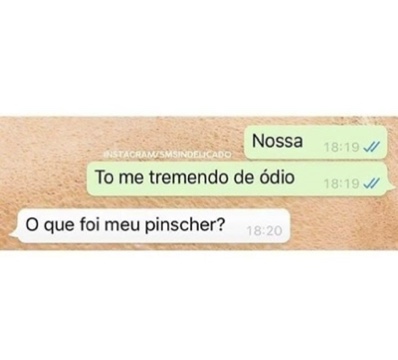 Nossa 18:19
INSTAGRAM/SMSINDELICADO
To me tremendo de ódio 18:19
O que foi meu pinscher? 18:20